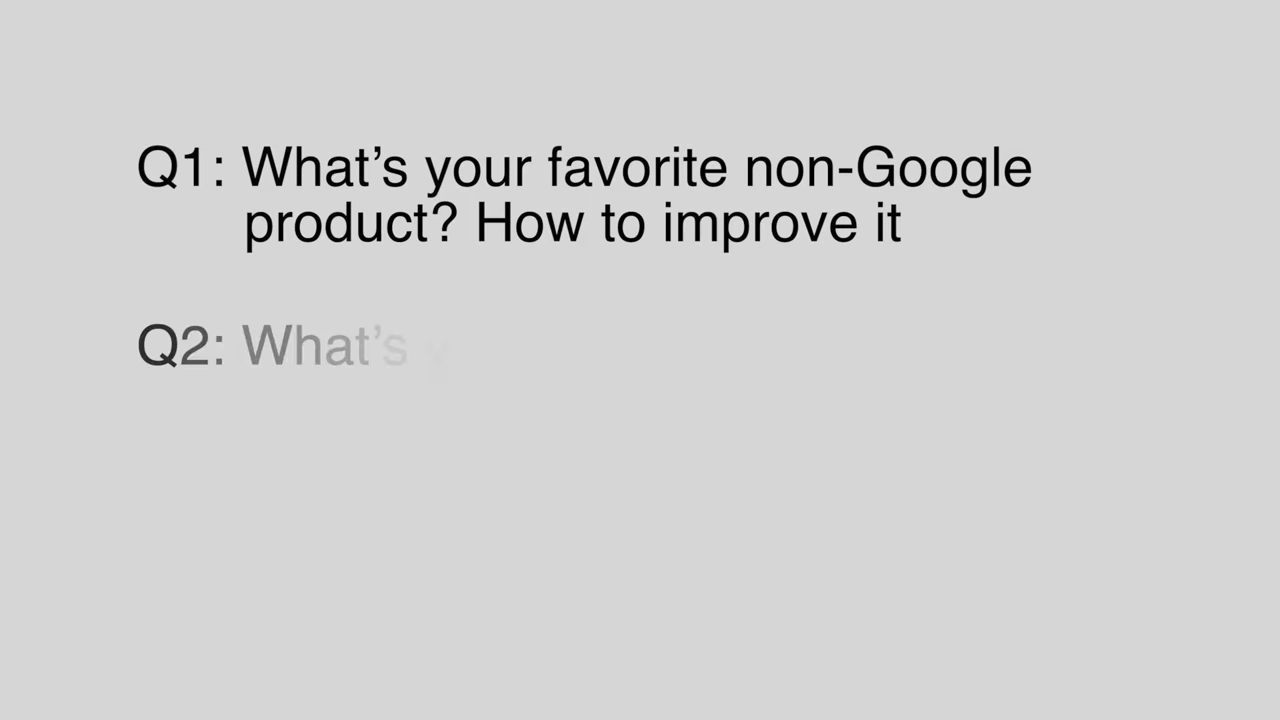 Q1: What’s your favorite non-Google
product? How to improve it
Q2: What’s y